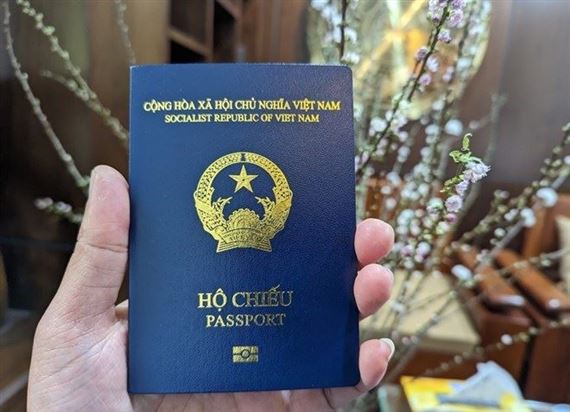 CỘNG HÒA XÃ HỘI CHỦ NGHĨA VIỆT NAM
SOCIALIST REPUBLIC OF VIET NAM
HỘ CHIẾU
PASSPORT